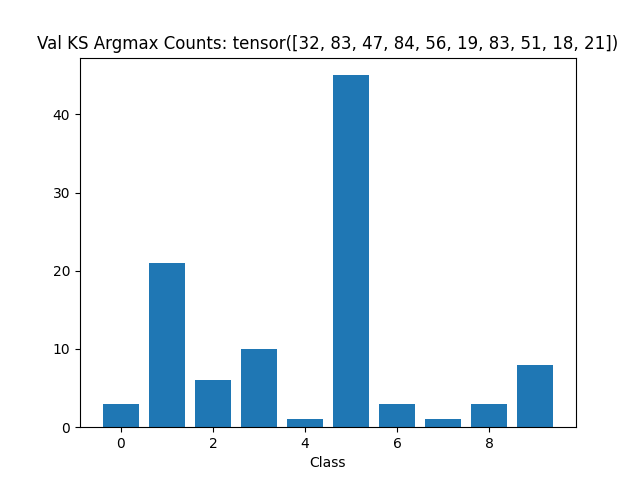 Val KS Argmax Counts: tensor([32, 83, 47, 84, 56, 19, 83, 51, 18, 21])
40
30
20
10
0
0 2 4 6 8
Class